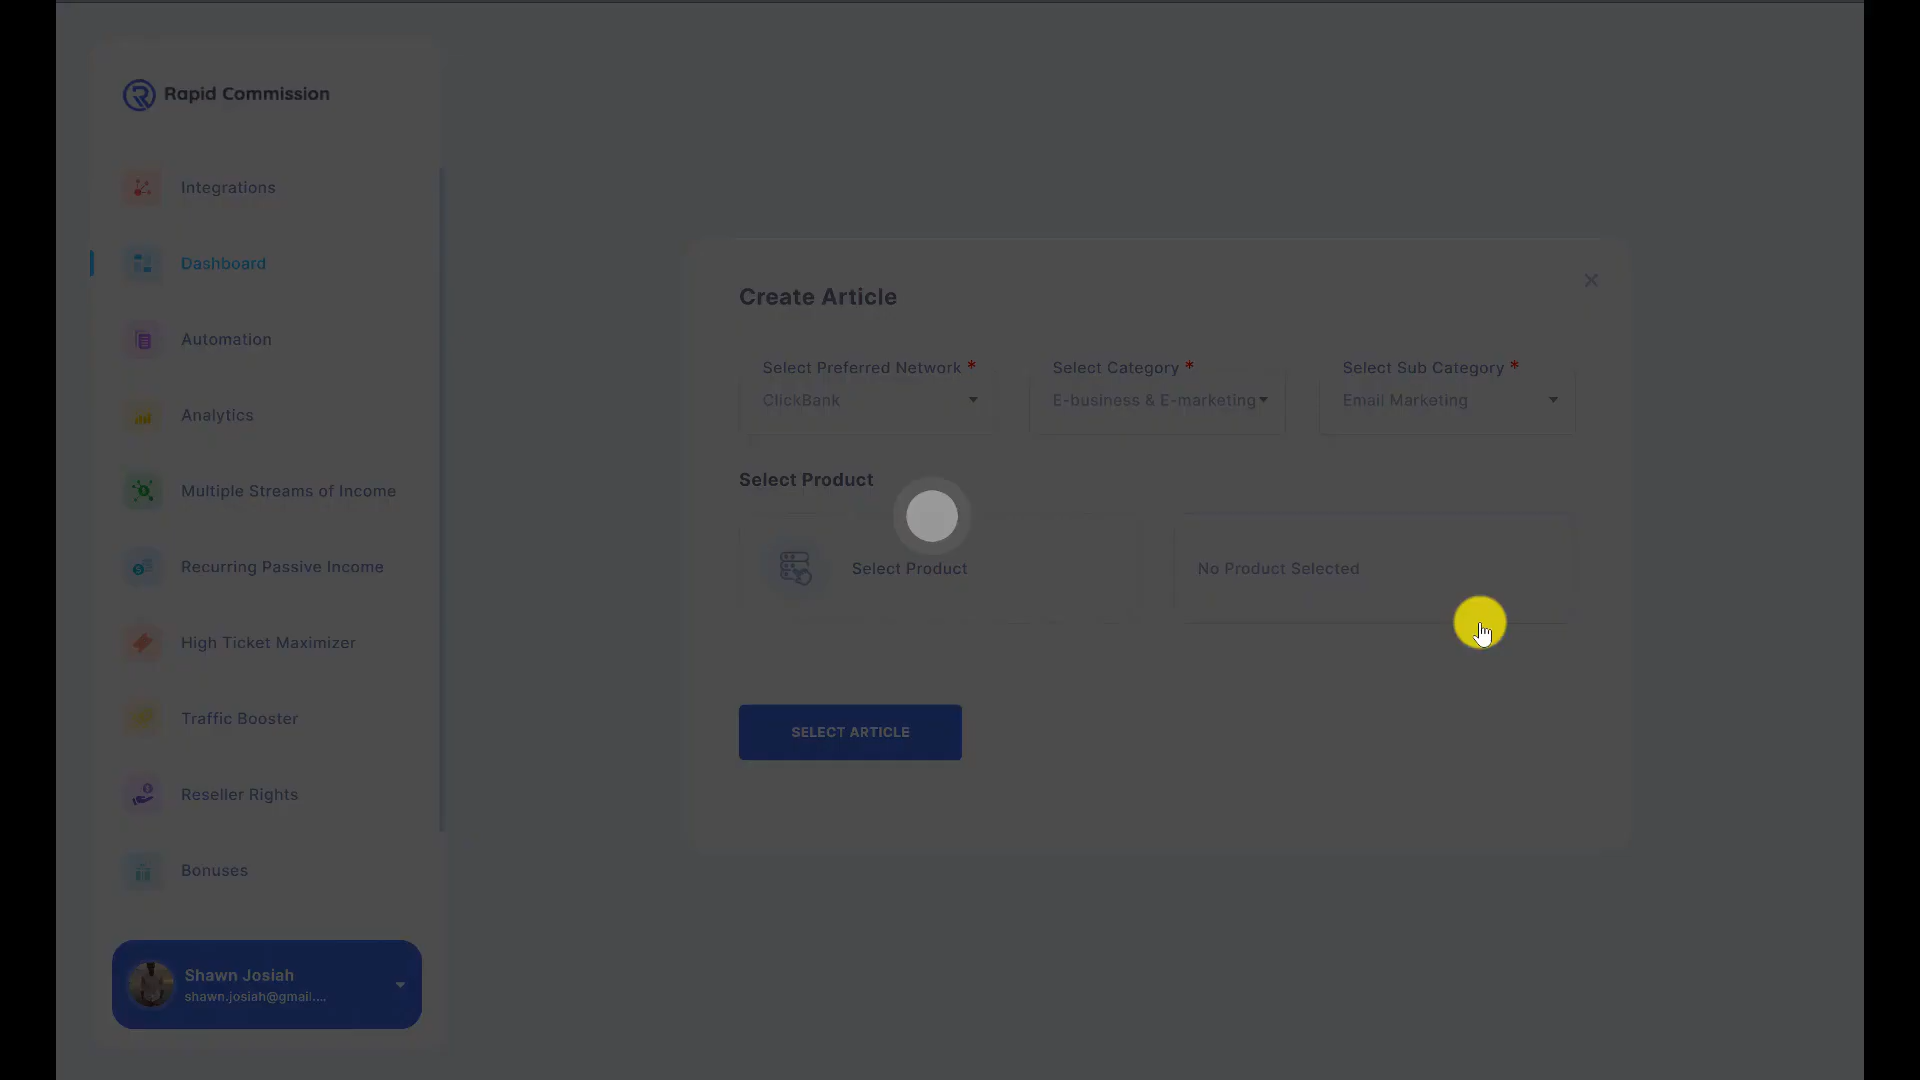 Rapid Commission
Integrations
Dashboard
Automation
Analytics
Multiple Streams of Income
Recurring Passive Income
High Ticket Maximizer
Traffic Booster
Reseller Rights
Bonuses
Shawn Josiah
shawn.josiah@gmail....
Create Article
Select Preferred Network *
Select Category *
Select Sub Category *
ClickBank
E-business & E-marketing
Email Marketing
Select Product
Select Product
No Product Selected
SELECT ARTICLE